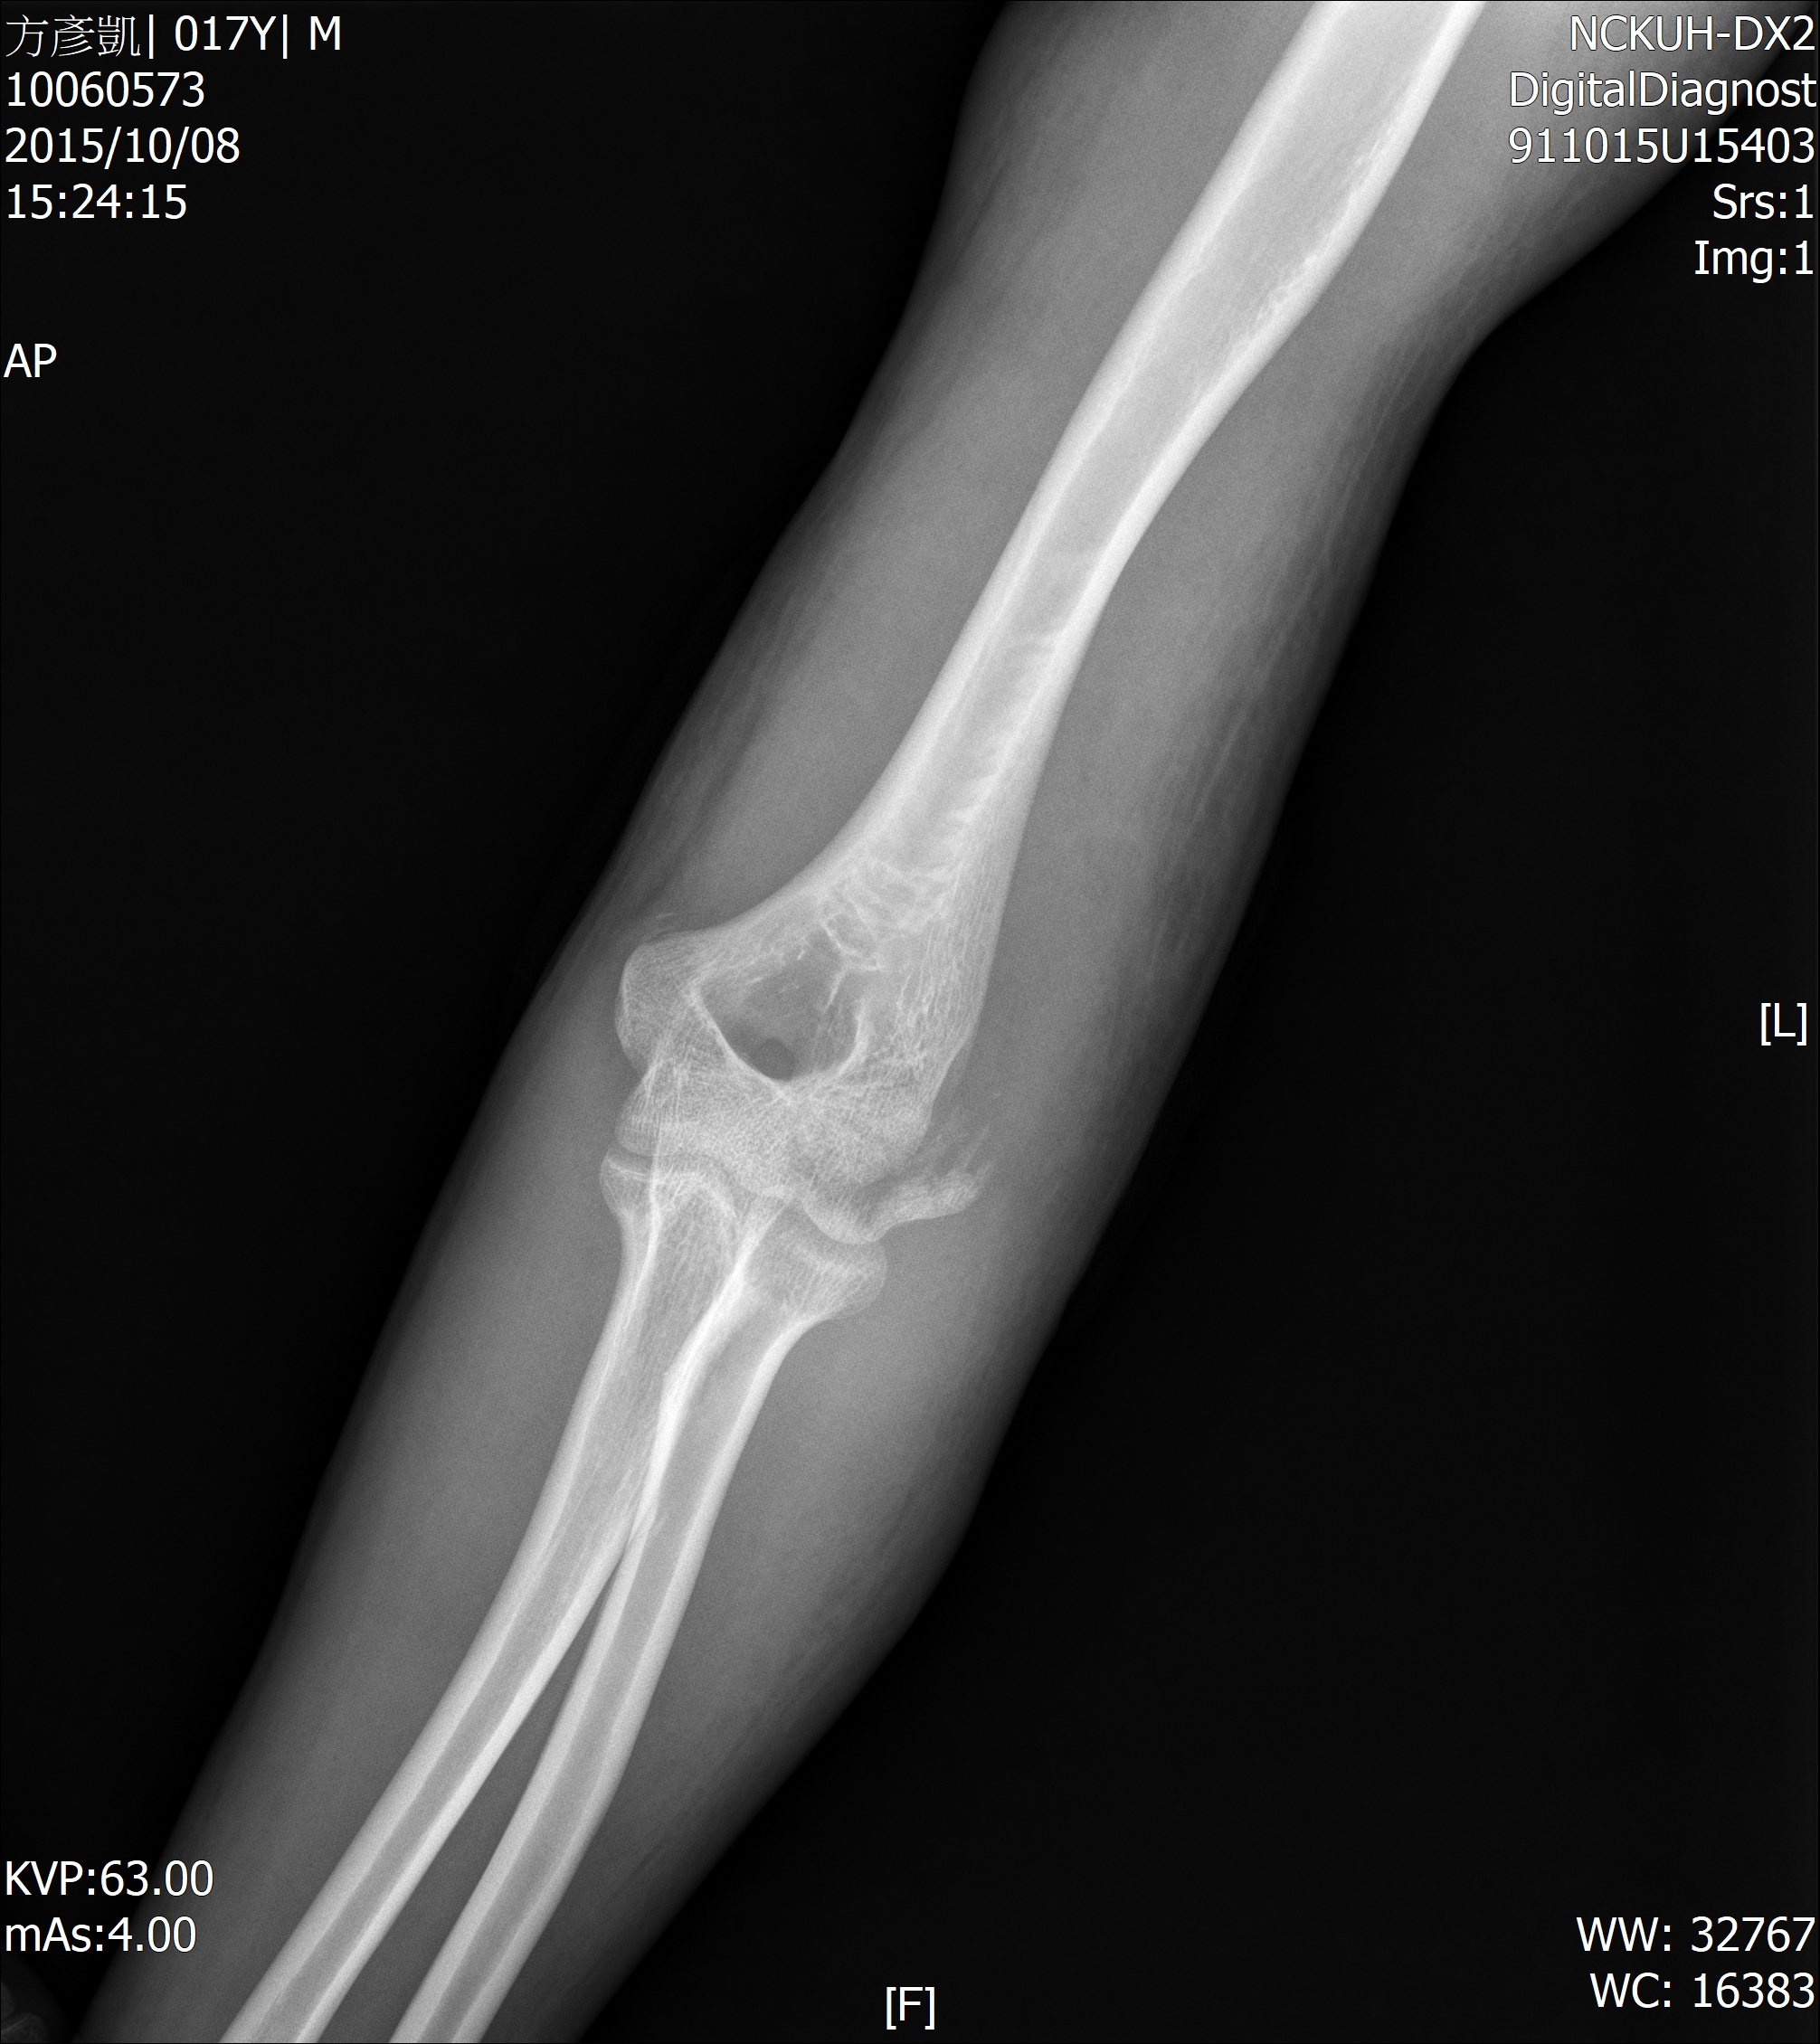 方彥凱| 017Y| M
10060573
2015/10/08
15:24:15
AP
NCKUH-DX2
DigitalDiagnost
911015U15403
Srs:1
Img:1
[L]
KVP:63.00
mAs:4.00
[F]
WW: 32767
WC: 16383